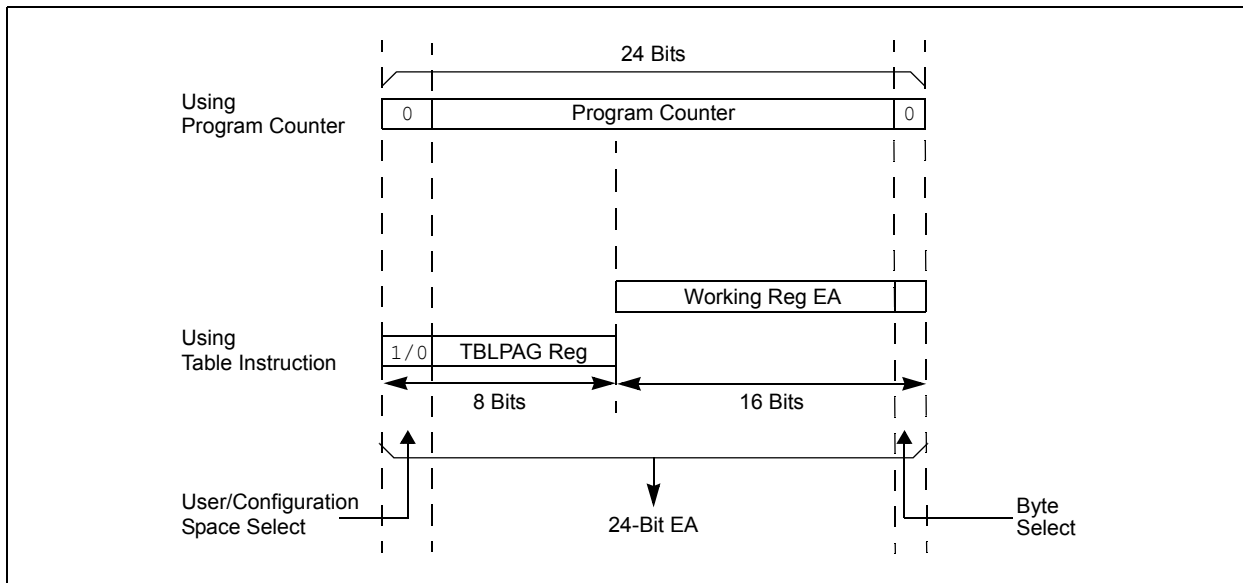 24 Bits
Using
Program Counter
0
Program Counter
0
Working Reg EA
Using
Table Instruction
1/0
TBLPAG Reg
8 Bits
16 Bits
User/Configuration
Space Select
24-Bit EA
Byte
Select